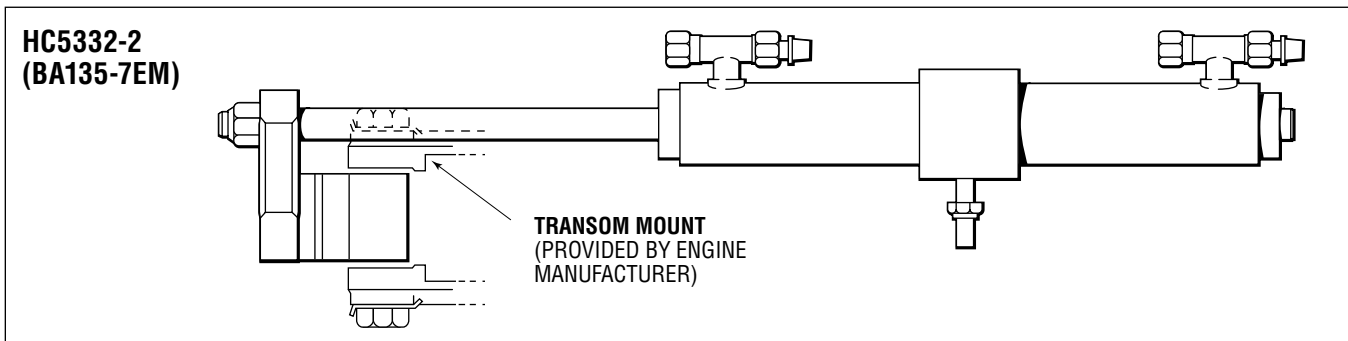 HC5332-2
(BA135-7EM)
TRANSOM MOUNT
(PROVIDED BY ENGINE
MANUFACTURER)